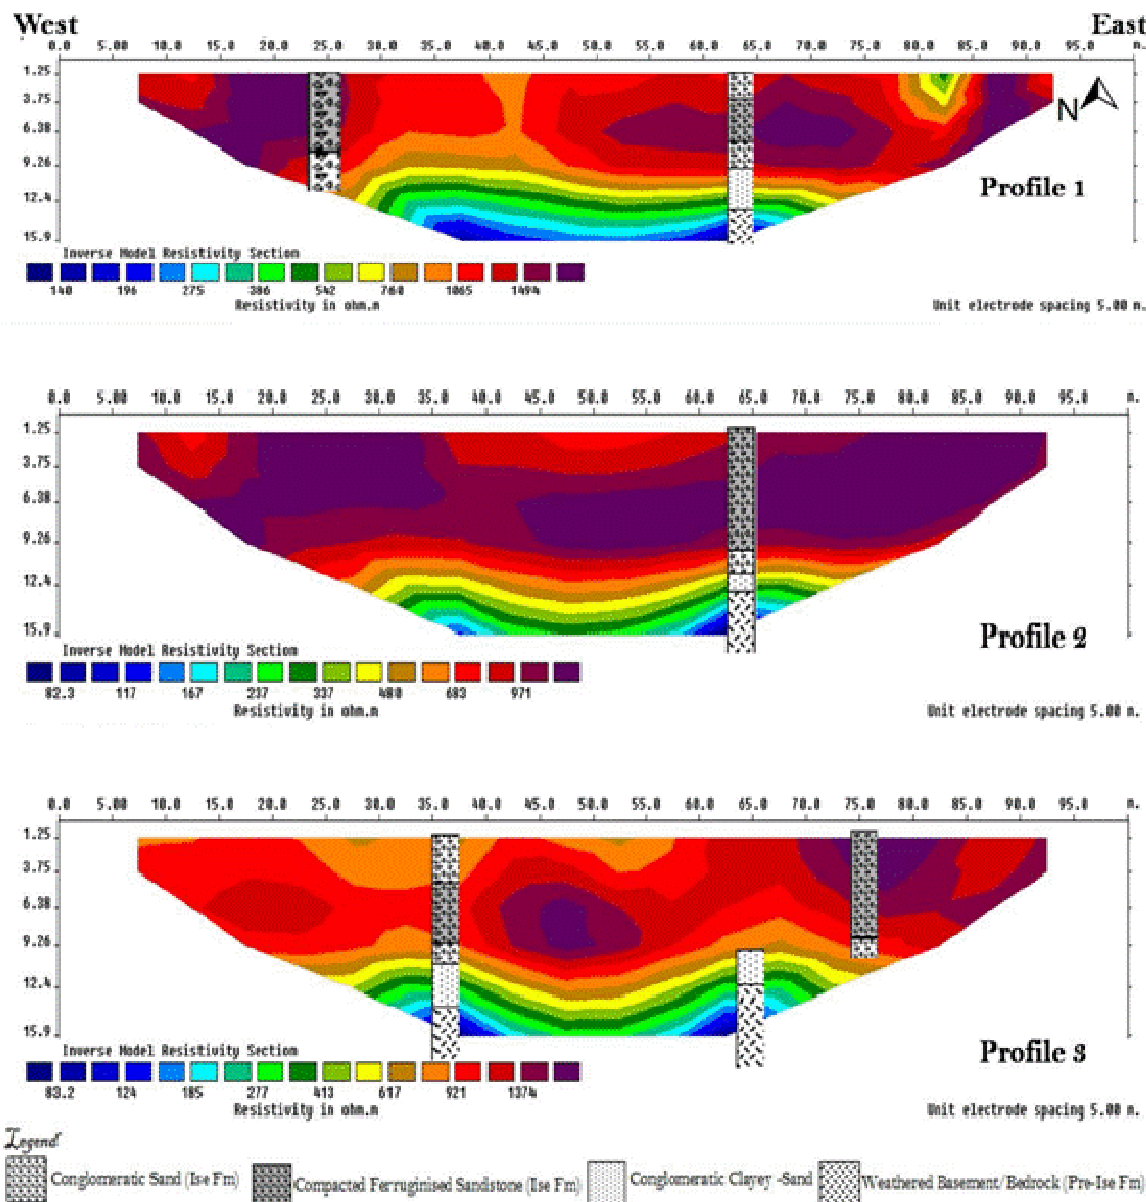 West East
0.0 5.00 10.0 15.0 20.0 25.0 30.0 35.0 40.0 45.0 50.0 55.0 60.0 65.0 70.0 75.0 80.0 85.0 90.0 95.0 m.
1.25
3.75
N
6.38
9.26
Profile 1
12.4
15.9
Inverse Model Resistivity Section
140 196 275 386 542 760 1065 1494
Resistivity in ohm.m
Unit electrode spacing 5.00 m.
0.0 5.00 10.0 15.0 20.0 25.0 30.0 35.0 40.0 45.0 50.0 55.0 60.0 65.0 70.0 75.0 80.0 85.0 90.0 95.0 m.
1.25
3.75
6.38
9.26
12.4
15.9
Profile 2
Inverse Model Resistivity Section
82.3 117 167 237 337 480 683 971
Resistivity in ohm.m
Unit electrode spacing 5.00 m.
0.0 5.00 10.0 15.0 20.0 25.0 30.0 35.0 40.0 45.0 50.0 55.0 60.0 65.0 70.0 75.0 80.0 85.0 90.0 95.0 m.
1.25
3.75
6.38
9.26
12.4
15.9
Profile 3
Inverse Model Resistivity Section
83.2 124 185 277 413 617 921 1374
Resistivity in ohm.m
Unit electrode spacing 5.00 m.
Legend
Conglomeratic Sand (Ise Fm) Compacted Ferruginised Sandistone (Ise Fm) Conglomeratic Clayey -Sand Weathered Basement/Bedrock (Pre-Ise Fm)